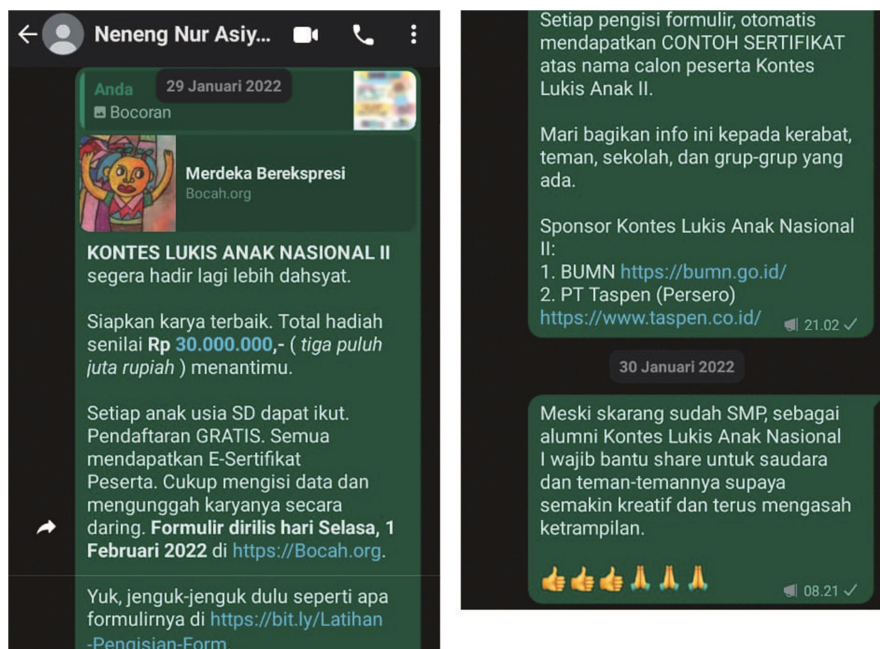 Neneng Nur Asiy...
29 Januari 2022
Anda
Bocoran
Merdeka Berekspresi
Bocah.org
KONTES LUKIS ANAK NASIONAL II
segera hadir lagi lebih dahsyat.
Siapkan karya terbaik. Total hadiah
senilai Rp 30.000.000,- ( tiga puluh
juta rupiah ) menantimu.
Setiap anak usia SD dapat ikut.
Pendaftaran GRATIS. Semua
mendapatkan E-Sertifikat
Peserta. Cukup mengisi data dan
mengunggah karyanya secara
daring. Formulir dirilis hari Selasa, 1
Februari 2022 di https://Bocah.org.
Yuk, jenguk-jenguk dulu seperti apa
formulirnya di https://bit.ly/Latihan
-Pengisian-Form
Setiap pengisi formulir, otomatis
mendapatkan CONTOH SERTIFIKAT
atas nama calon peserta Kontes
Lukis Anak II.
Mari bagikan info ini kepada kerabat,
teman, sekolah, dan grup-grup yang
ada.
Sponsor Kontes Lukis Anak Nasional
II:
1. BUMN https://bumn.go.id/
2. PT Taspen (Persero)
https://www.taspen.co.id/
21.02
30 Januari 2022
Meski skarang sudah SMP, sebagai
alumni Kontes Lukis Anak Nasional
I wajib bantu share untuk saudara
dan teman-temannya supaya
semakin kreatif dan terus mengasah
ketrampilan.
👍👍👍🙏🙏🙏
08.21